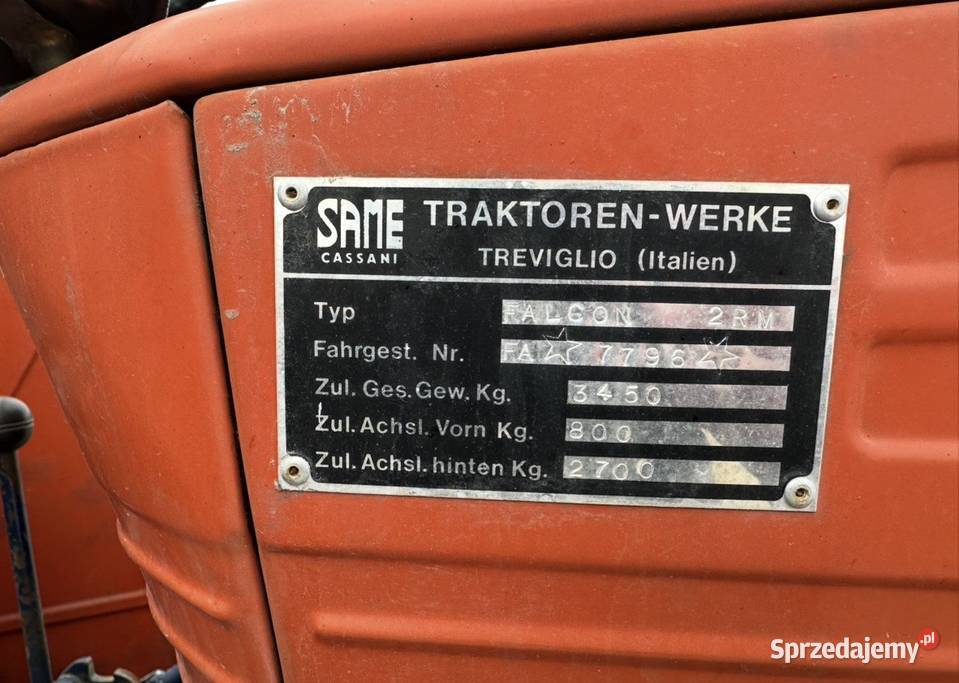 SAME
CASSANI
TRAKTOREN-WERKE
TREVIGLIO (Italien)
Typ FALCON 2RM
Fahrgest. Nr. FA☆77962☆
Zul. Ges. Gew. Kg. 3450
Zul. Achsl. Vorn Kg. 800
Zul. Achsl. hinten Kg. 2700
Sprzedajemy.pl